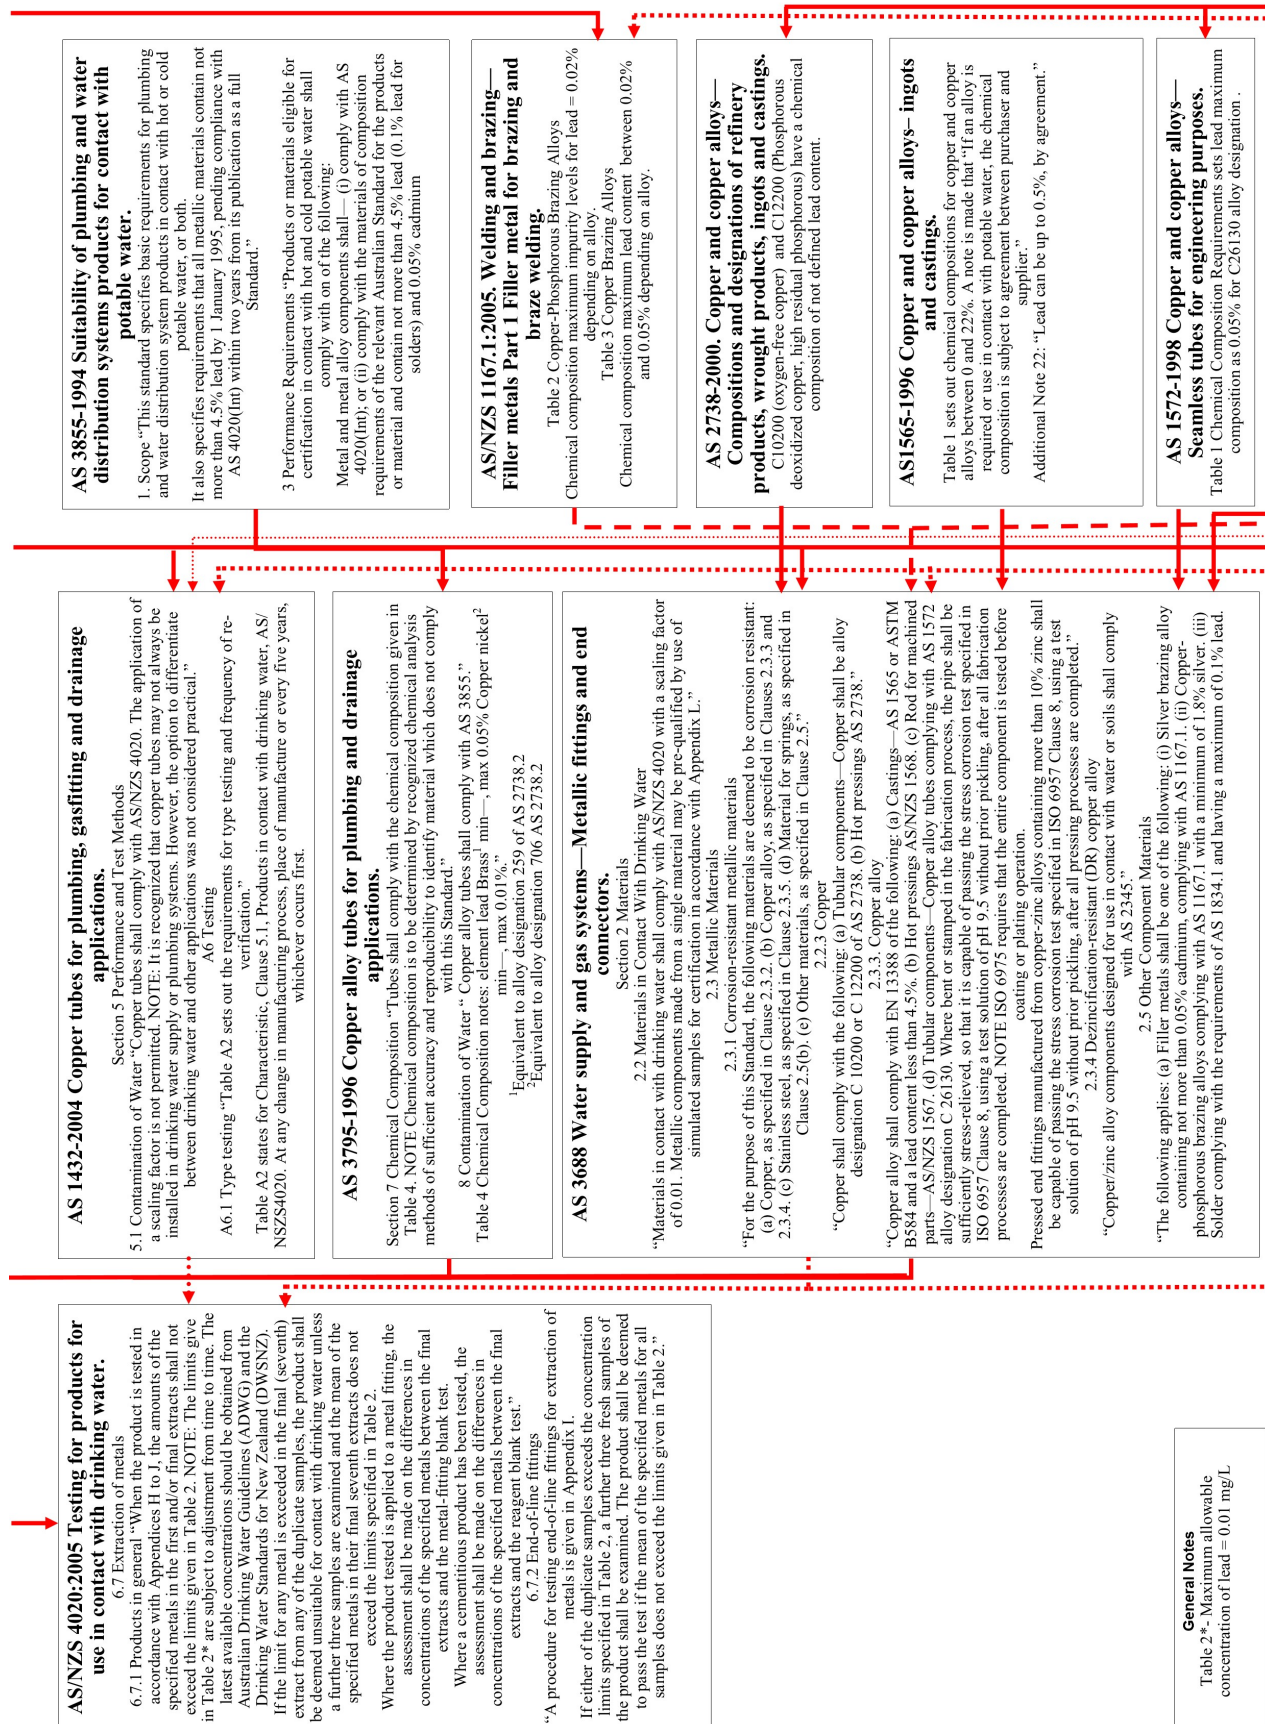 AS/NZS 4020:2005 Testing for products for
use in contact with drinking water.
6.7 Extraction of metals
6.7.1 Products in general “When the product is tested in
accordance with Appendices H to J, the amounts of the
specified metals in the first and/or final extracts shall not
exceed the limits given in Table 2. NOTE: The limits give
in Table 2* are subject to adjustment from time to time. The
latest available concentrations should be obtained from
Australian Drinking Water Guidelines (ADWG) and the
Drinking Water Standards for New Zealand (DWSNZ).
If the limit for any metal is exceeded in the final (seventh)
extract from any of the duplicate samples, the product shall
be deemed unsuitable for contact with drinking water unless
a further three samples are examined and the mean of the
specified metals in their final seventh extracts does not
exceed the limits specified in Table 2.
Where the product tested is applied to a metal fitting, the
assessment shall be made on the differences in
concentrations of the specified metals between the final
extracts and the metal-fitting blank test.
Where a cementitious product has been tested, the
assessment shall be made on the differences in
concentrations of the specified metals between the final
extracts and the reagent blank test.”
6.7.2 End-of-line fittings
“A procedure for testing end-of-line fittings for extraction of
metals is given in Appendix I.
If either of the duplicate samples exceeds the concentration
limits specified in Table 2, a further three fresh samples of
the product shall be examined. The product shall be deemed
to pass the test if the mean of the specified metals for all
samples does not exceed the limits given in Table 2.”
General Notes
Table 2*- Maximum allowable
concentration of lead = 0.01 mg/L
AS 1432-2004 Copper tubes for plumbing, gasfitting and drainage
applications.
Section 5 Performance and Test Methods
5.1 Contamination of Water “Copper tubes shall comply with AS/NZS 4020. The application of
a scaling factor is not permitted. NOTE: It is recognized that copper tubes may not always be
installed in drinking water supply or plumbing systems. However, the option to differentiate
between drinking water and other applications was not considered practical.”
A6 Testing
A6.1 Type testing “Table A2 sets out the requirements for type testing and frequency of re-
verification.”
Table A2 states for Characteristic, Clause 5.1, Products in contact with drinking water, AS/
NSZS4020. At any change in manufacturing process, place of manufacture or every five years,
whichever occurs first.
AS 3795-1996 Copper alloy tubes for plumbing and drainage
applications.
Section 7 Chemical Composition “Tubes shall comply with the chemical composition given in
Table 4. NOTE Chemical composition is to be determined by recognized chemical analysis
methods of sufficient accuracy and reproducibility to identify material which does not comply
with this Standard.”
8 Contamination of Water “ Copper alloy tubes shall comply with AS 3855.”
Table 4 Chemical Composition notes: element lead Brass¹ min—, max 0.05% Copper nickel²
min—, max 0.01%.”
¹Equivalent to alloy designation 259 of AS 2738.2
²Equivalent to alloy designation 706 AS 2738.2
AS 3688 Water supply and gas systems—Metallic fittings and end
connectors.
Section 2 Materials
2.2 Materials in Contact With Drinking Water
“Materials in contact with drinking water shall comply with AS/NZS 4020 with a scaling factor
of 0.01. Metallic components made from a single material may be pre-qualified by use of
simulated samples for certification in accordance with Appendix L.”
2.3 Metallic Materials
2.3.1 Corrosion-resistant metallic materials
“For the purpose of this Standard, the following materials are deemed to be corrosion resistant:
(a) Copper, as specified in Clause 2.3.2. (b) Copper alloy, as specified in Clauses 2.3.3 and
2.3.4. (c) Stainless steel, as specified in Clause 2.3.5. (d) Material for springs, as specified in
Clause 2.5(b). (e) Other materials, as specified in Clause 2.5.”
2.2.3 Copper
“Copper shall comply with the following: (a) Tubular components—Copper shall be alloy
designation C 10200 or C 12200 of AS 2738. (b) Hot pressings AS 2738.”
2.3.3. Copper alloy
“Copper alloy shall comply with EN 13388 of the following: (a) Castings—AS 1565 or ASTM
B584 and a lead content less than 4.5%. (b) Hot pressings AS/NZS 1568. (c) Rod for machined
parts—AS/NZS 1567. (d) Tubular components—Copper alloy tubes complying with AS 1572
alloy designation C 26130. Where bent or stamped in the fabrication process, the pipe shall be
sufficiently stress-relieved, so that it is capable of passing the stress corrosion test specified in
ISO 6957 Clause 8, using a test solution of pH 9.5 without prior pickling, after all fabrication
processes are completed. NOTE ISO 6975 requires that the entire component is tested before
coating or plating operation.
Pressed end fittings manufactured from copper-zinc alloys containing more than 10% zinc shall
be capable of passing the stress corrosion test specified in ISO 6957 Clause 8, using a test
solution of pH 9.5 without prior pickling, after all pressing processes are completed.”
2.3.4 Dezincification-resistant (DR) copper alloy
“Copper/zinc alloy components designed for use in contact with water or soils shall comply
with AS 2345.”
2.5 Other Component Materials
“The following applies: (a) Filler metals shall be one of the following: (i) Silver brazing alloy
containing not more than 0.05% cadmium, complying with AS 1167.1. (ii) Copper-
phosphorous brazing alloys complying with AS 1167.1 with a minimum of 1.8% silver. (iii)
Solder complying with the requirements of AS 1834.1 and having a maximum of 0.1% lead.
AS 3855-1994 Suitability of plumbing and water
distribution systems products for contact with
potable water.
1. Scope “This standard specifies basic requirements for plumbing
and water distribution system products in contact with hot or cold
potable water, or both.
It also specifies requirements that all metallic materials contain not
more than 4.5% lead by 1 January 1995, pending compliance with
AS 4020(Int) within two years from its publication as a full
Standard.”
3 Performance Requirements “Products or materials eligible for
certification in contact with hot and cold potable water shall
comply with on of the following:
Metal and metal alloy components shall— (i) comply with AS
4020(Int); or (ii) comply with the materials of composition
requirements of the relevant Australian Standard for the products
or material and contain not more than 4.5% lead (0.1% lead for
solders) and 0.05% cadmium
AS/NZS 1167.1:2005. Welding and brazing—
Filler metals Part 1 Filler metal for brazing and
braze welding.
Table 2 Copper-Phosphorous Brazing Alloys
Chemical composition maximum impurity levels for lead = 0.02%
depending on alloy.
Table 3 Copper Brazing Alloys
Chemical composition maximum lead content between 0.02%
and 0.05% depending on alloy.
AS 2738-2000. Copper and copper alloys—
Compositions and designations of refinery
products, wrought products, ingots and castings.
C10200 (oxygen-free copper) and C12200 (Phosphorous
deoxidized copper, high residual phosphorous) have a chemical
composition of not defined lead content.
AS1565-1996 Copper and copper alloys– ingots
and castings.
Table 1 sets out chemical compositions for copper and copper
alloys between 0 and 22%. A note is made that “If an alloy is
required or use in contact with potable water, the chemical
composition is subject to agreement between purchaser and
supplier.”
Additional Note 22: “Lead can be up to 0.5%, by agreement.”
AS 1572-1998 Copper and copper alloys—
Seamless tubes for engineering purposes.
Table 1 Chemical Composition Requirements sets lead maximum
composition as 0.05% for C26130 alloy designation .